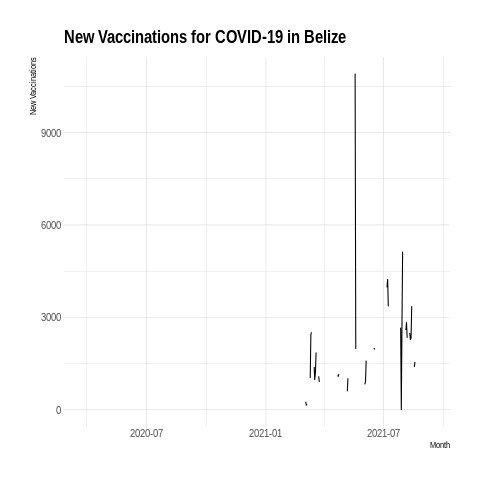 New Vaccinations for COVID-19 in Belize
New Vaccinations
9000
6000
3000
0
2020-07 2021-01 2021-07
Month